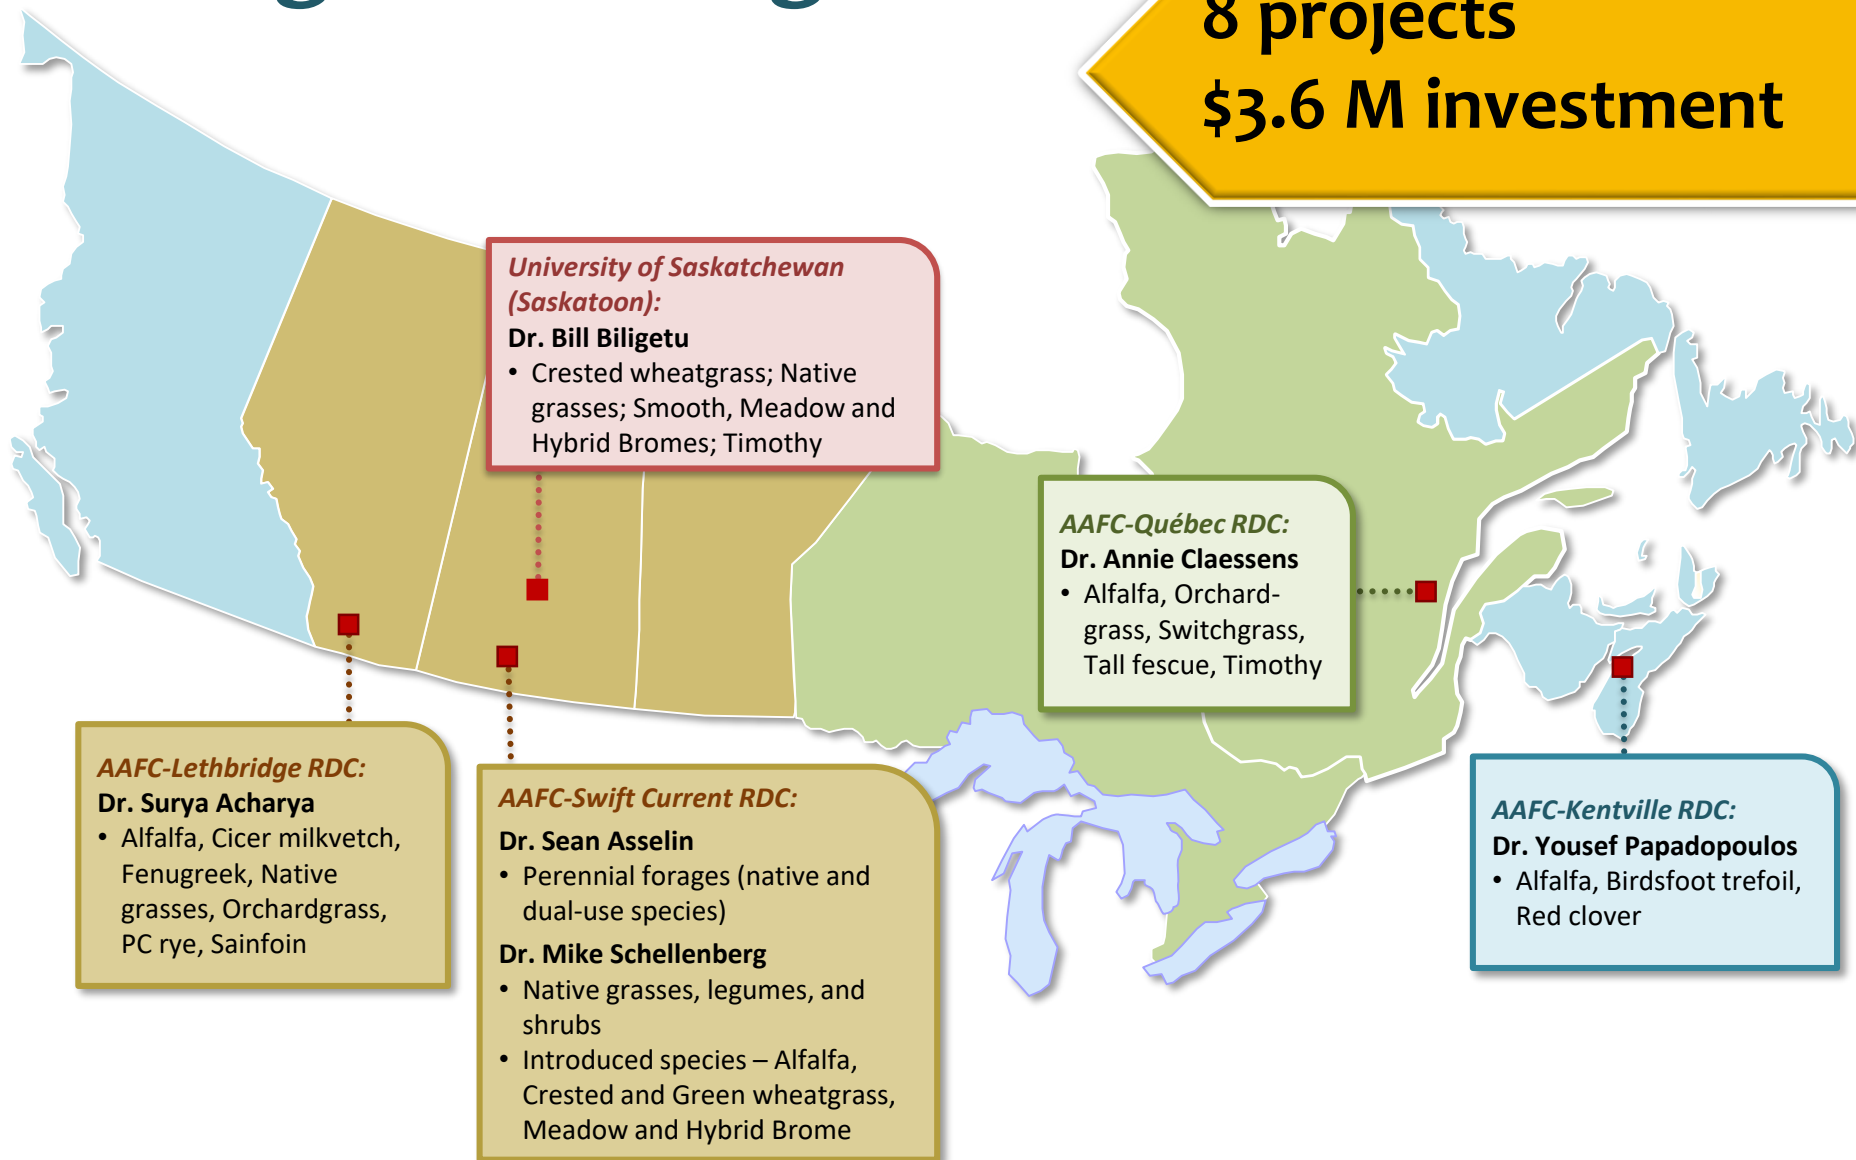 8 projects
$3.6 M investment
University of Saskatchewan
(Saskatoon):
Dr. Bill Biligetu
• Crested wheatgrass; Native
grasses; Smooth, Meadow and
Hybrid Bromes; Timothy
AAFC-Québec RDC:
Dr. Annie Claessens
• Alfalfa, Orchard-
grass, Switchgrass,
Tall fescue, Timothy
AAFC-Lethbridge RDC:
Dr. Surya Acharya
• Alfalfa, Cicer milkvetch,
Fenugreek, Native
grasses, Orchardgrass,
PC rye, Sainfoin
AAFC-Swift Current RDC:
Dr. Sean Asselin
• Perennial forages (native and
dual-use species)
Dr. Mike Schellenberg
• Native grasses, legumes, and
shrubs
• Introduced species – Alfalfa,
Crested and Green wheatgrass,
Meadow and Hybrid Brome
AAFC-Kentville RDC:
Dr. Yousef Papadopoulos
• Alfalfa, Birdsfoot trefoil,
Red clover